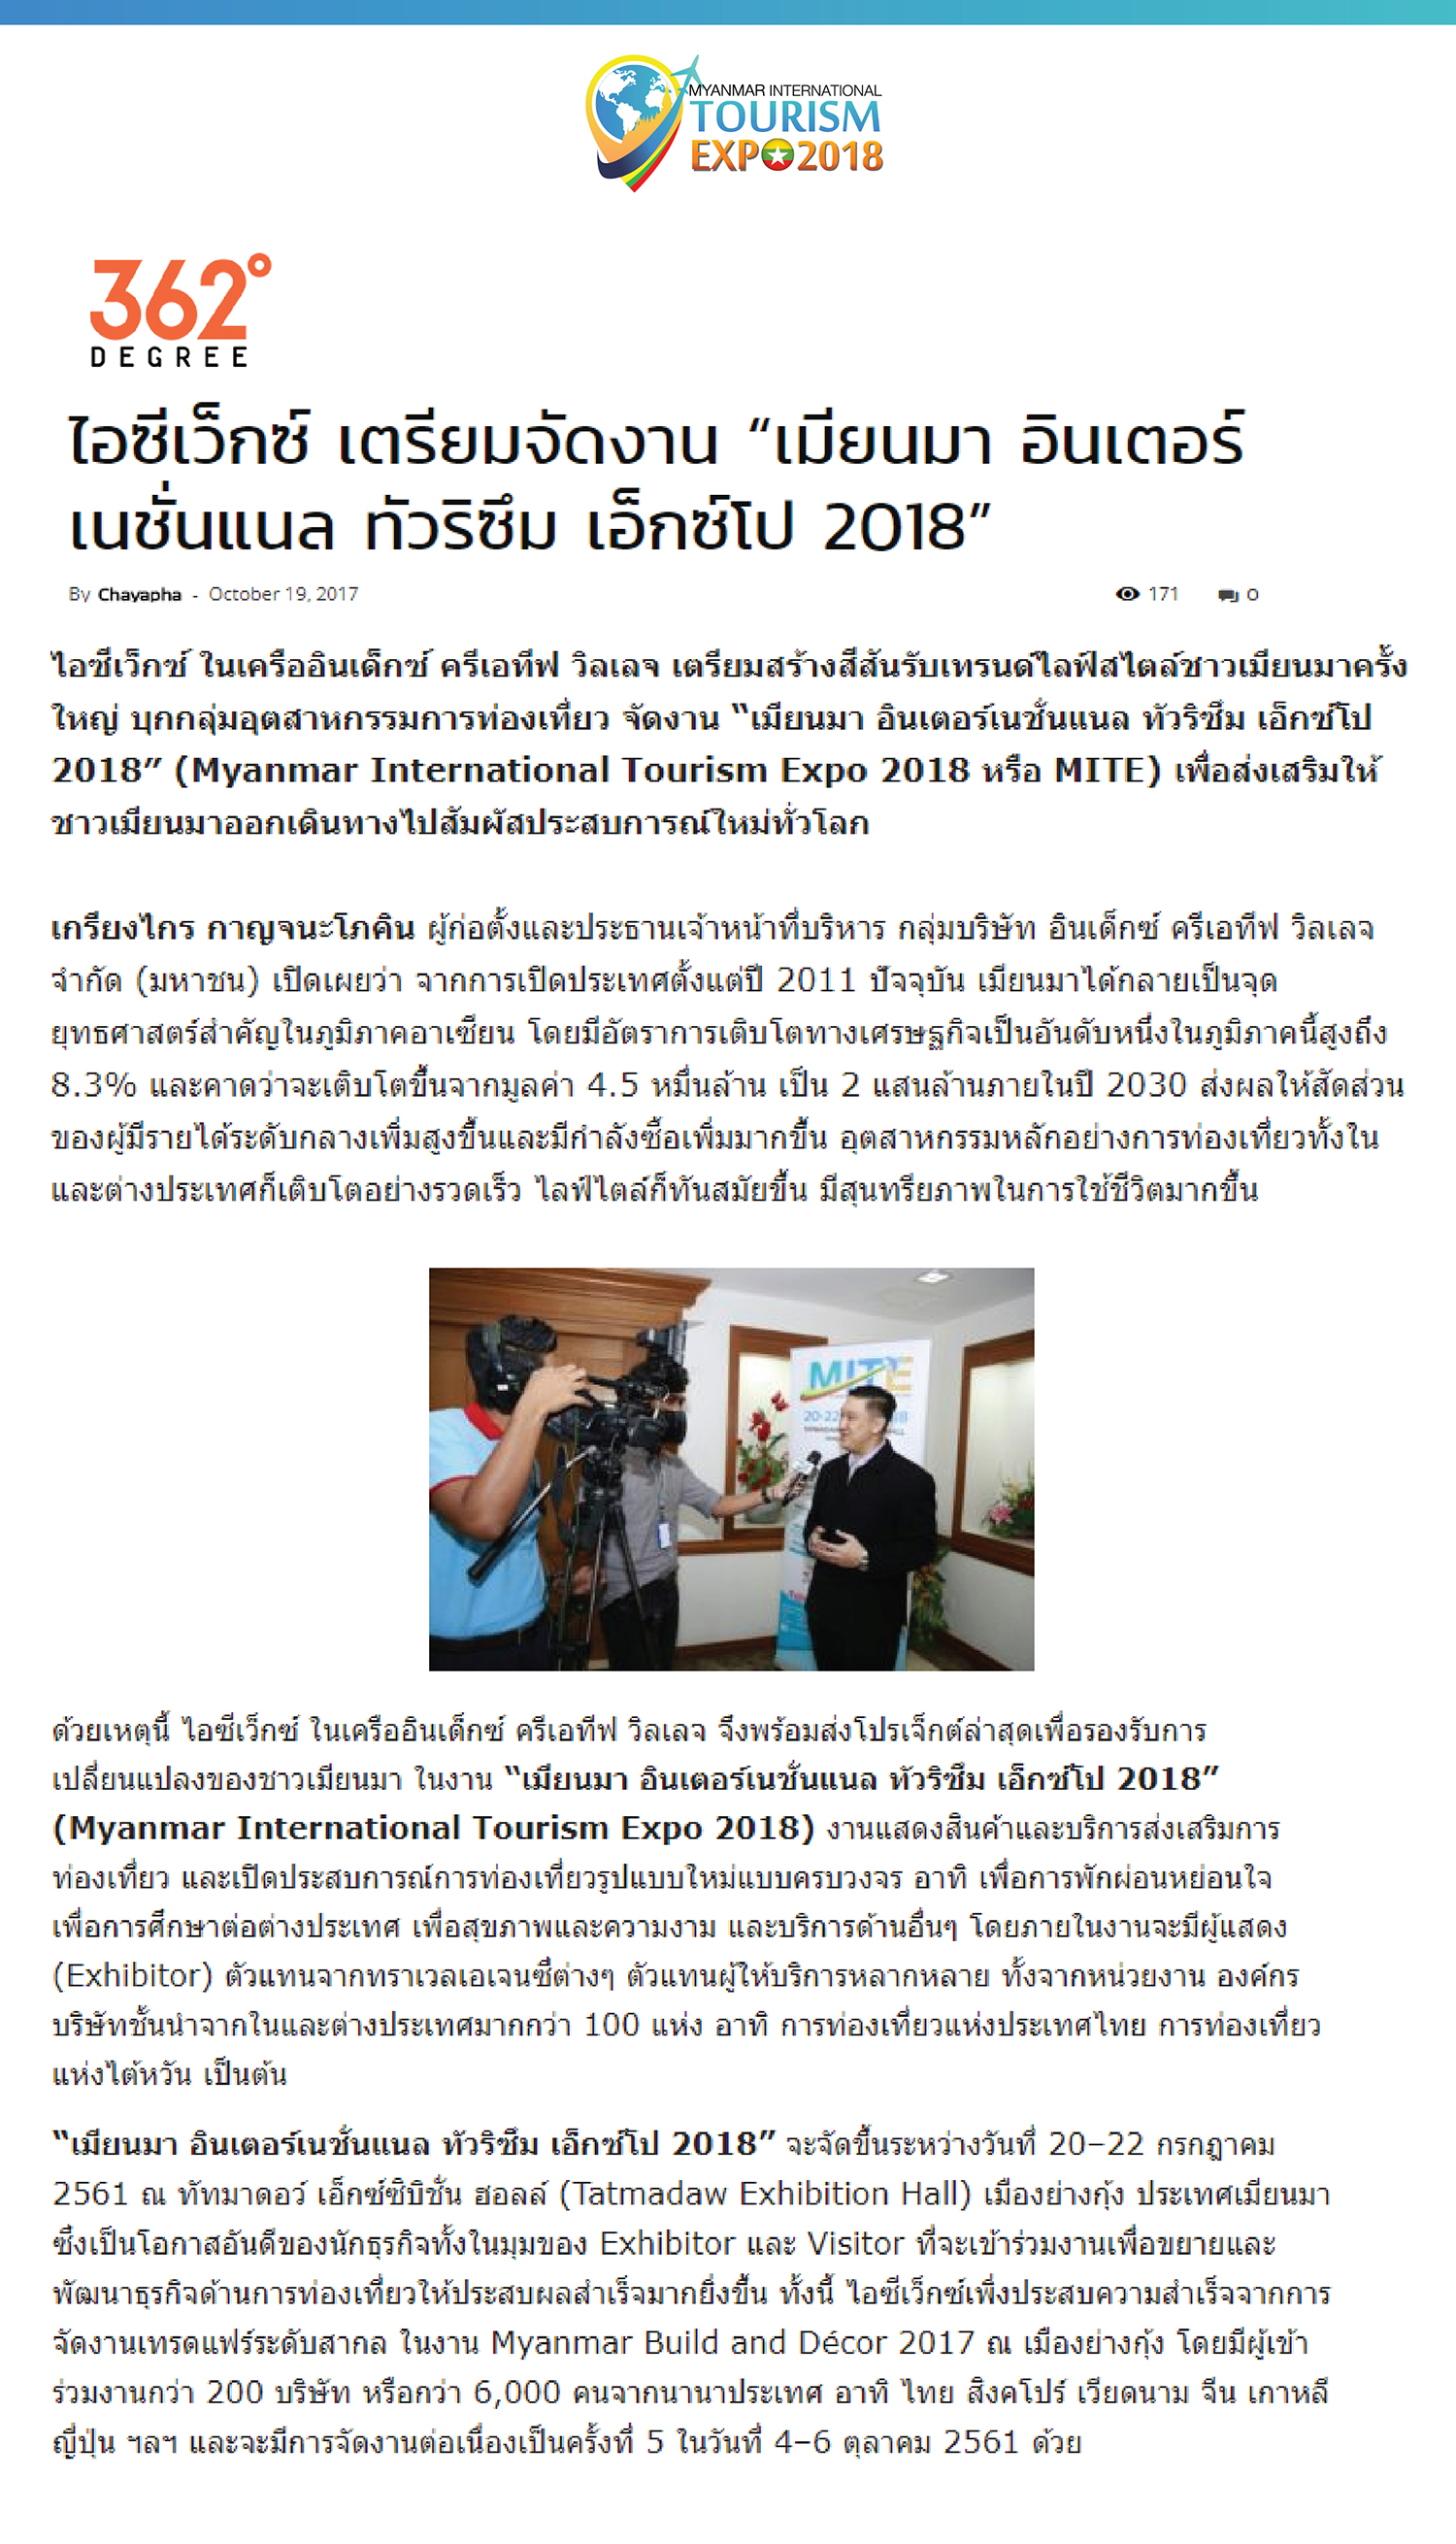 MYANMAR INTERNATIONAL
TOURISM
EXPO2018
362°
DEGREE
ไอซีเว็กซ์ เตรียมจัดงาน “เมียนมา อินเตอร์
เนชั่นแนล ทัวริซึม เอ็กซ์โป 2018”
By Chayapha - October 19, 2017 171 0
ไอซีเว็กซ์ ในเครืออินเด็กซ์ ครีเอทีฟ วิลเลจ เตรียมสร้างสีสันรับเทรนด์ไลฟ์สไตล์ชาวเมียนมาครั้ง
ใหญ่ บุกกลุ่มอุตสาหกรรมการท่องเที่ยว จัดงาน “เมียนมา อินเตอร์เนชั่นแนล ทัวริซึม เอ็กซ์โป
2018” (Myanmar International Tourism Expo 2018 หรือ MITE) เพื่อส่งเสริมให้
ชาวเมียนมาออกเดินทางไปสัมผัสประสบการณ์ใหม่ทั่วโลก
เกรียงไกร กาญจนะโภคิน ผู้ก่อตั้งและประธานเจ้าหน้าที่บริหาร กลุ่มบริษัท อินเด็กซ์ ครีเอทีฟ วิลเลจ
จำกัด (มหาชน) เปิดเผยว่า จากการเปิดประเทศตั้งแต่ปี 2011 ปัจจุบัน เมียนมาได้กลายเป็นจุด
ยุทธศาสตร์สำคัญในภูมิภาคอาเซียน โดยมีอัตราการเติบโตทางเศรษฐกิจเป็นอันดับหนึ่งในภูมิภาคนี้สูงถึง
8.3% และคาดว่าจะเติบโตขึ้นจากมูลค่า 4.5 หมื่นล้าน เป็น 2 แสนล้านภายในปี 2030 ส่งผลให้สัดส่วน
ของผู้มีรายได้ระดับกลางเพิ่มสูงขึ้นและมีกำลังซื้อเพิ่มมากขึ้น อุตสาหกรรมหลักอย่างการท่องเที่ยวทั้งใน
และต่างประเทศก็เติบโตอย่างรวดเร็ว ไลฟ์ไตล์ก็ทันสมัยขึ้น มีสุนทรียภาพในการใช้ชีวิตมากขึ้น
MITE
20-22
ด้วยเหตุนี้ ไอซีเว็กซ์ ในเครืออินเด็กซ์ ครีเอทีฟ วิลเลจ จึงพร้อมส่งโปรเจ็กต์ล่าสุดเพื่อรองรับการ
เปลี่ยนแปลงของชาวเมียนมา ในงาน “เมียนมา อินเตอร์เนชั่นแนล ทัวริซึม เอ็กซ์โป 2018”
(Myanmar International Tourism Expo 2018) งานแสดงสินค้าและบริการส่งเสริมการ
ท่องเที่ยว และเปิดประสบการณ์การท่องเที่ยวรูปแบบใหม่แบบครบวงจร อาทิ เพื่อการพักผ่อนหย่อนใจ
เพื่อการศึกษาต่อต่างประเทศ เพื่อสุขภาพและความงาม และบริการด้านอื่นๆ โดยภายในงานจะมีผู้แสดง
(Exhibitor) ตัวแทนจากทราเวลเอเจนซี่ต่างๆ ตัวแทนผู้ให้บริการหลากหลาย ทั้งจากหน่วยงาน องค์กร
บริษัทชั้นนำจากในและต่างประเทศมากกว่า 100 แห่ง อาทิ การท่องเที่ยวแห่งประเทศไทย การท่องเที่ยว
แห่งไต้หวัน เป็นต้น
“เมียนมา อินเตอร์เนชั่นแนล ทัวริซึม เอ็กซ์โป 2018” จะจัดขึ้นระหว่างวันที่ 20–22 กรกฎาคม
2561 ณ ทัทมาดอว์ เอ็กซ์ซิบิชั่น ฮอลล์ (Tatmadaw Exhibition Hall) เมืองย่างกุ้ง ประเทศเมียนมา
ซึ่งเป็นโอกาสอันดีของนักธุรกิจทั้งในมุมของ Exhibitor และ Visitor ที่จะเข้าร่วมงานเพื่อขยายและ
พัฒนาธุรกิจด้านการท่องเที่ยวให้ประสบผลสำเร็จมากยิ่งขึ้น ทั้งนี้ ไอซีเว็กซ์เพิ่งประสบความสำเร็จจากการ
จัดงานเทรดแฟร์ระดับสากล ในงาน Myanmar Build and Décor 2017 ณ เมืองย่างกุ้ง โดยมีผู้เข้า
ร่วมงานกว่า 200 บริษัท หรือกว่า 6,000 คนจากนานาประเทศ อาทิ ไทย สิงคโปร์ เวียดนาม จีน เกาหลี
ญี่ปุ่น ฯลฯ และจะมีการจัดงานต่อเนื่องเป็นครั้งที่ 5 ในวันที่ 4–6 ตุลาคม 2561 ด้วย